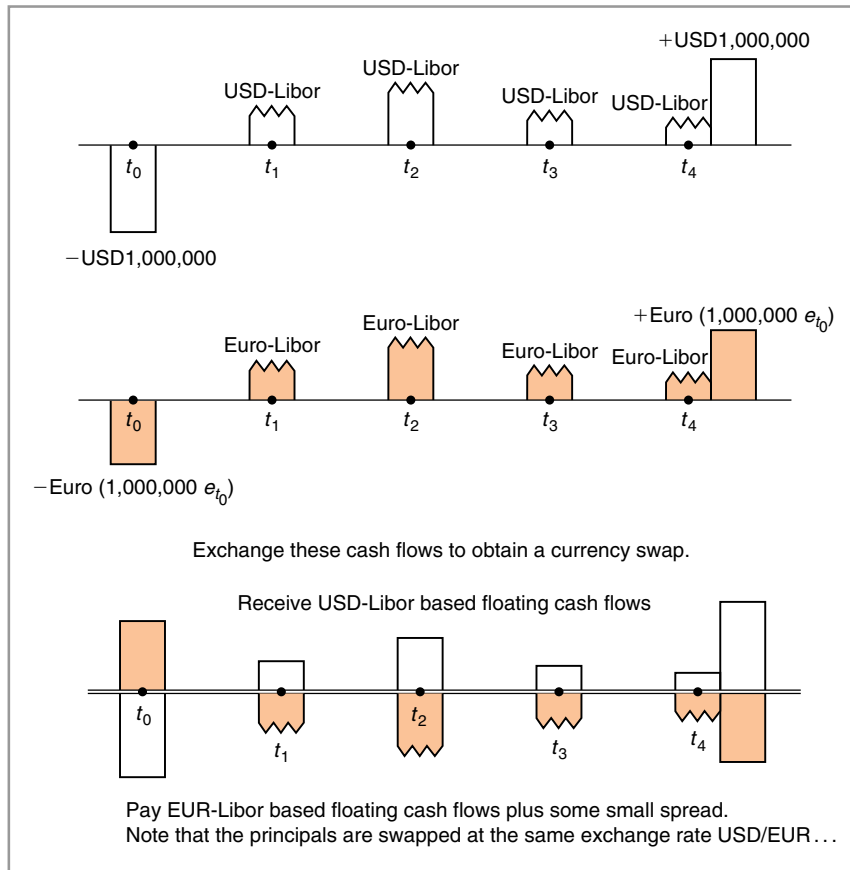 +USD1,000,000
USD-Libor
USD-Libor
USD-Libor
USD-Libor
t0
t1
t2
t3
t4
−USD1,000,000
+Euro (1,000,000 et0)
Euro-Libor
Euro-Libor
Euro-Libor
Euro-Libor
t0
t1
t2
t3
t4
−Euro (1,000,000 et0)
Exchange these cash flows to obtain a currency swap.
Receive USD-Libor based floating cash flows
t0
t1
t2
t3
t4
Pay EUR-Libor based floating cash flows plus some small spread.
Note that the principals are swapped at the same exchange rate USD/EUR...